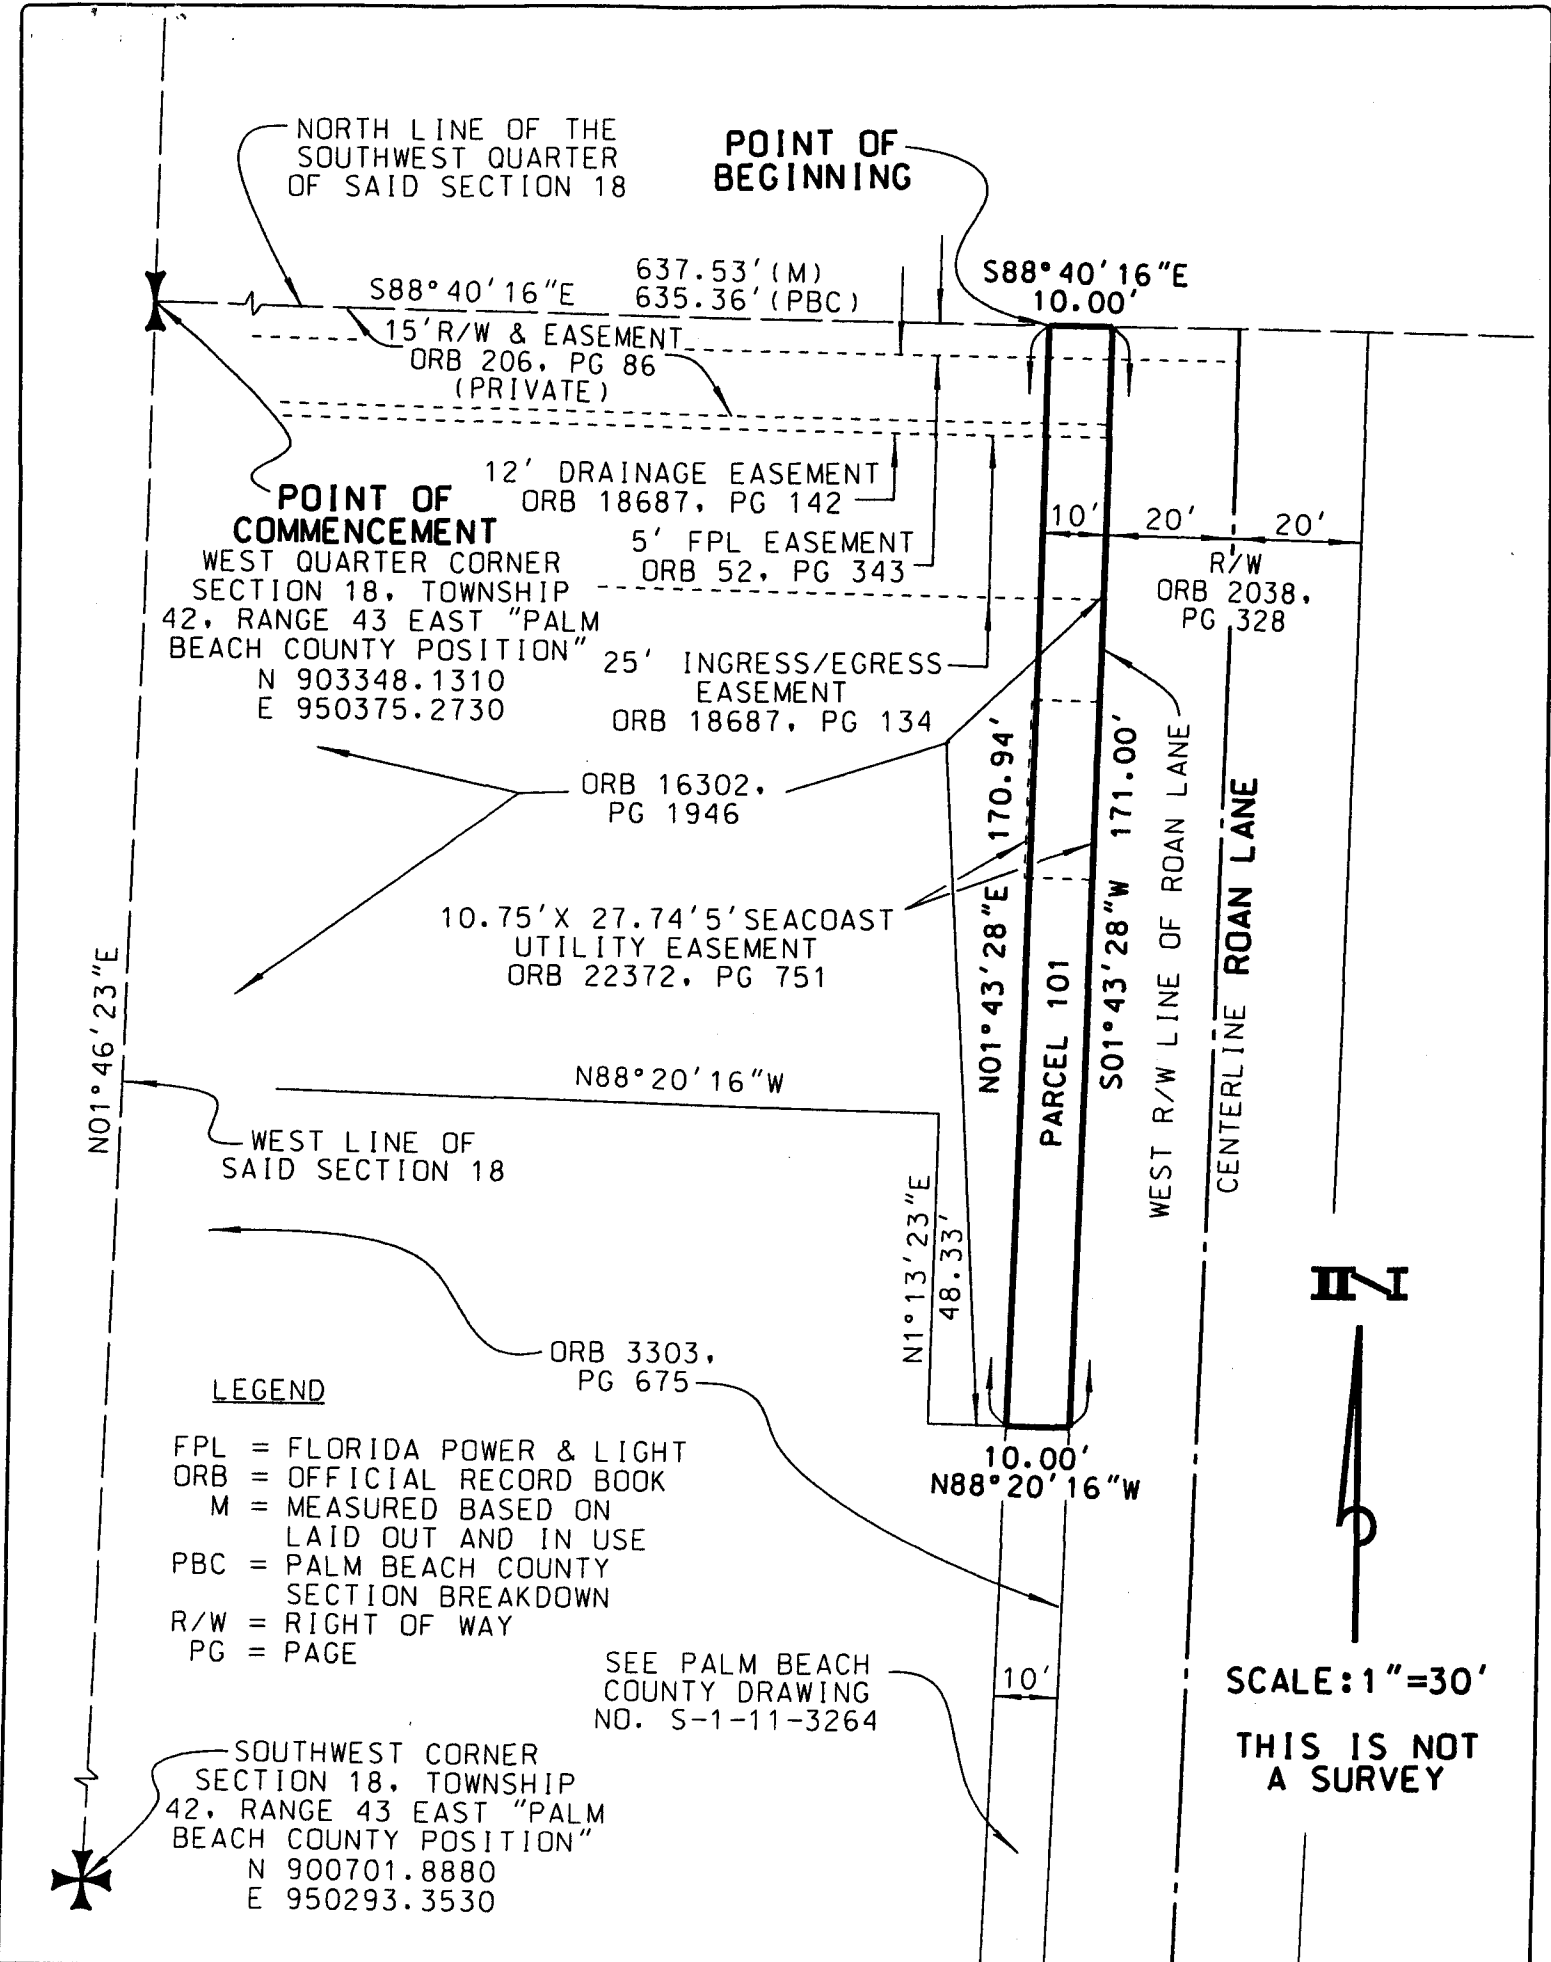 NORTH LINE OF THE
SOUTHWEST QUARTER
OF SAID SECTION 18
POINT OF
BEGINNING
S88°40'16"E
637.53'(M)
635.36'(PBC)
S88°40'16"E
10.00'
15'R/W & EASEMENT
ORB 206, PG 86
(PRIVATE)
12' DRAINAGE EASEMENT
ORB 18687, PG 142
POINT OF
COMMENCEMENT
WEST QUARTER CORNER
SECTION 18, TOWNSHIP
42, RANGE 43 EAST "PALM
BEACH COUNTY POSITION"
N 903348.1310
E 950375.2730
5' FPL EASEMENT
ORB 52, PG 343
10'
20'
20'
R/W
ORB 2038,
PG 328
25' INGRESS/EGRESS
EASEMENT
ORB 18687, PG 134
ORB 16302,
PG 1946
10.75'X 27.74'5'SEACOAST
UTILITY EASEMENT
ORB 22372, PG 751
N01°43'28"E 170.94'
PARCEL 101
S01°43'28"W 171.00'
WEST R/W LINE OF ROAN LANE
CENTERLINE ROAN LANE
N01°46'23"E
N88°20'16"W
WEST LINE OF
SAID SECTION 18
N1°13'23"E
48.33'
ORB 3303,
PG 675
10.00'
N88°20'16"W
LEGEND
FPL = FLORIDA POWER & LIGHT
ORB = OFFICIAL RECORD BOOK
M = MEASURED BASED ON
LAID OUT AND IN USE
PBC = PALM BEACH COUNTY
SECTION BREAKDOWN
R/W = RIGHT OF WAY
PG = PAGE
SEE PALM BEACH
COUNTY DRAWING
NO. S-1-11-3264
10'
N
SCALE:1"=30'
THIS IS NOT
A SURVEY
SOUTHWEST CORNER
SECTION 18, TOWNSHIP
42, RANGE 43 EAST "PALM
BEACH COUNTY POSITION"
N 900701.8880
E 950293.3530